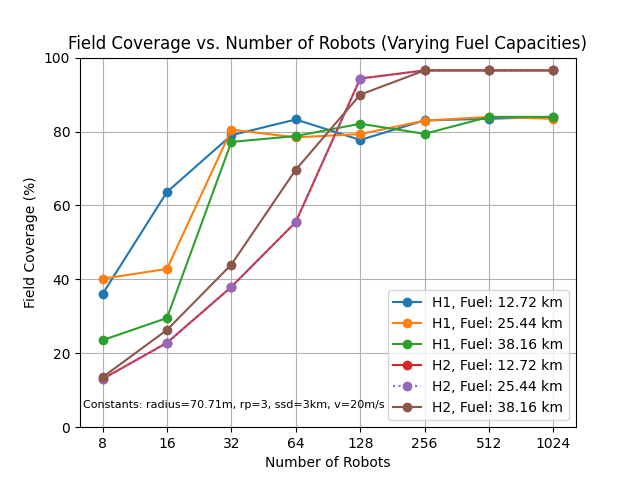 Field Coverage vs. Number of Robots (Varying Fuel Capacities)
100
80
60
40
20
0
Field Coverage (%)
H1, Fuel: 12.72 km
H1, Fuel: 25.44 km
H1, Fuel: 38.16 km
H2, Fuel: 12.72 km
H2, Fuel: 25.44 km
H2, Fuel: 38.16 km
Constants: radius=70.71m, rp=3, ssd=3km, v=20m/s
8 16 32 64 128 256 512 1024
Number of Robots